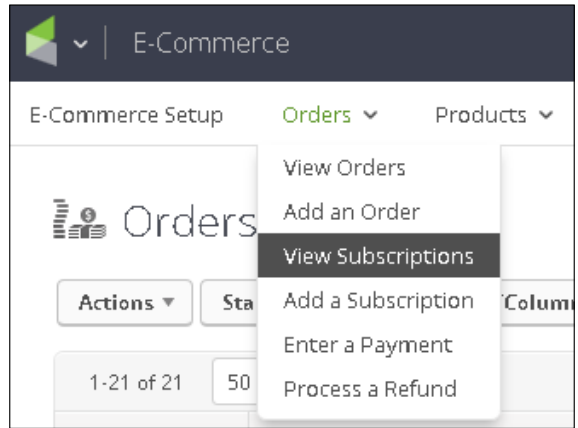 E-Commerce
E-Commerce Setup Orders Products
View Orders
Add an Order
Orders
View Subscriptions
Actions Sta Add a Subscription
Enter a Payment
1-21 of 21 50
Process a Refund